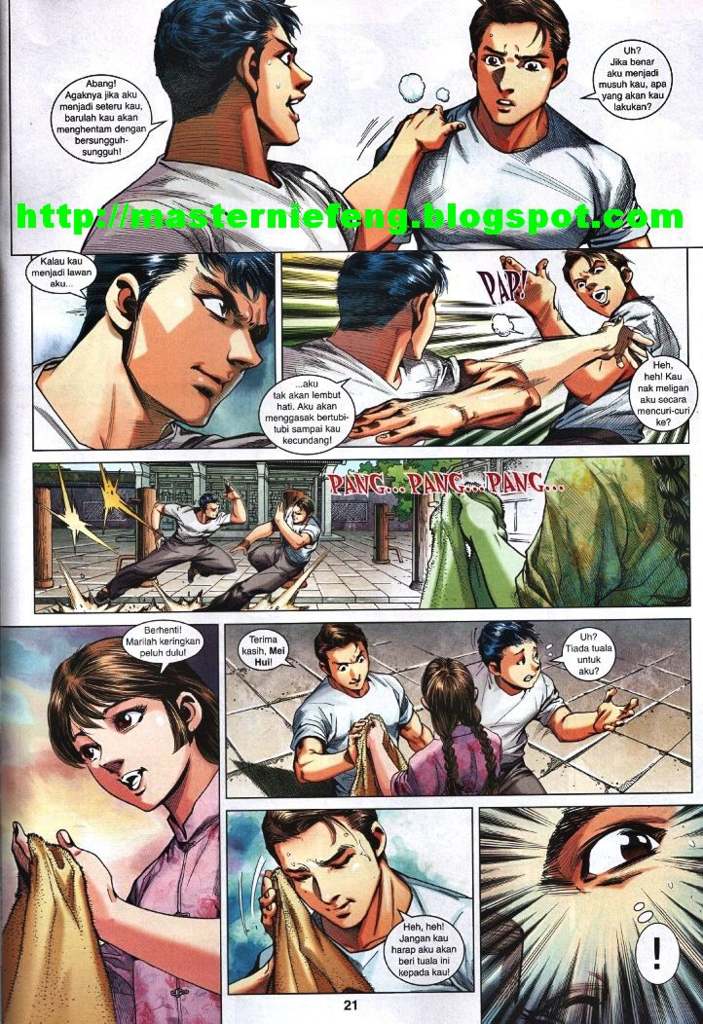 Abang!
Agaknya jika aku
menjadi seteru kau,
barulah kau akan
menghentam dengan
bersungguh-
sungguh!
Uh?
Jika benar
aku menjadi
musuh kau, apa
yang akan kau
lakukan?
http://masterniefeng.blogspot.com
Kalau kau
menjadi lawan
aku...
PAP!
...aku
tak akan lembut
hati. Aku akan
menggasak bertubi-
tubi sampai kau
kecundang!
Heh,
heh! Kau
nak meligan
aku secara
mencuri-curi
ke?
PANG... PANG... PANG...
Berhenti!
Marilah keringkan
peluh dulu!
Terima
kasih, Mei
Hui!
Uh?
Tiada tuala
untuk
aku?
Heh, heh!
Jangan kau
harap aku akan
beri tuala ini
kepada kau!
!
21